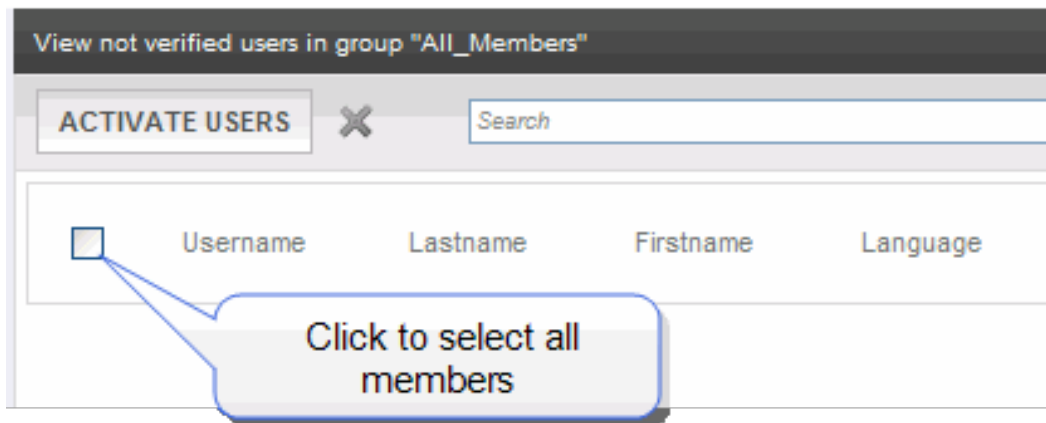 View not verified users in group "All_Members"
ACTIVATE USERS
Search
Username Lastname Firstname Language
Click to select all
members